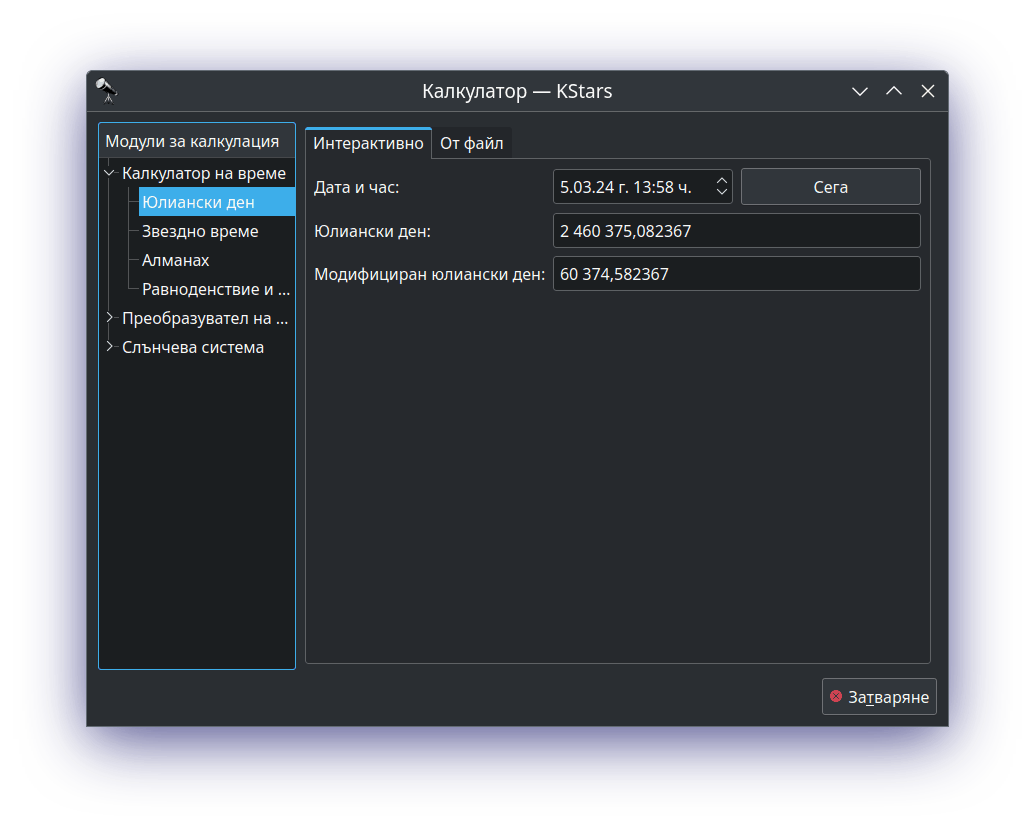 Калкулатор — KStars
Модули за калкулация
Калкулатор на време
Юлиански ден
Звездно време
Алманах
Равноденствие и ...
Преобразувател на ...
Слънчева система
Интерактивно
От файл
Дата и час:
5.03.24 г. 13:58 ч.
Сега
Юлиански ден:
2 460 375,082367
Модифициран юлиански ден:
60 374,582367
Затваряне